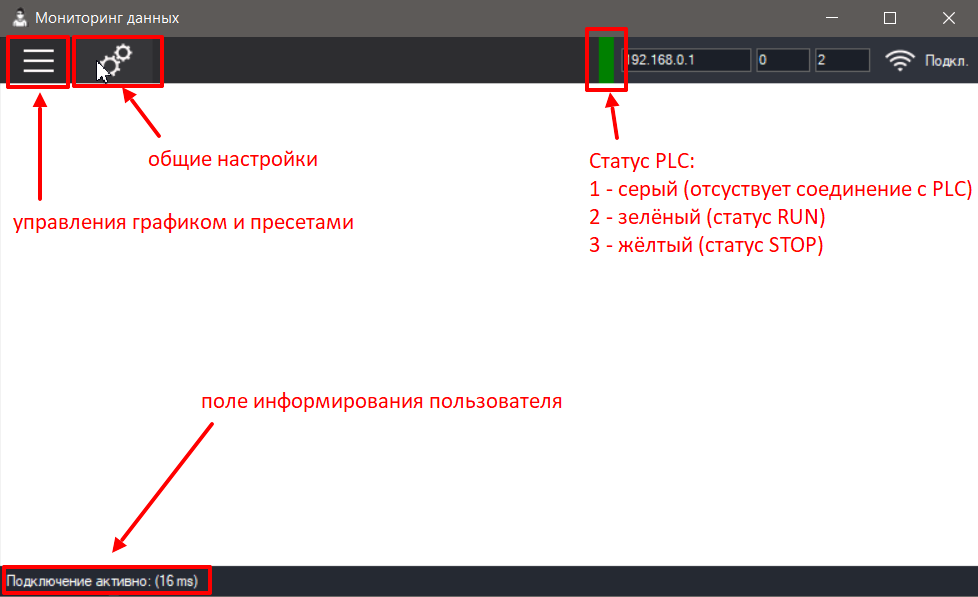 Мониторинг данных
192.168.0.1 0 2 Подкл.
общие настройки
управления графиком и пресетами
Статус PLC:
1 - серый (отсуствует соединение с PLC)
2 - зелёный (статус RUN)
3 - жёлтый (статус STOP)
поле информирования пользователя
Подключение активно: (16 ms)